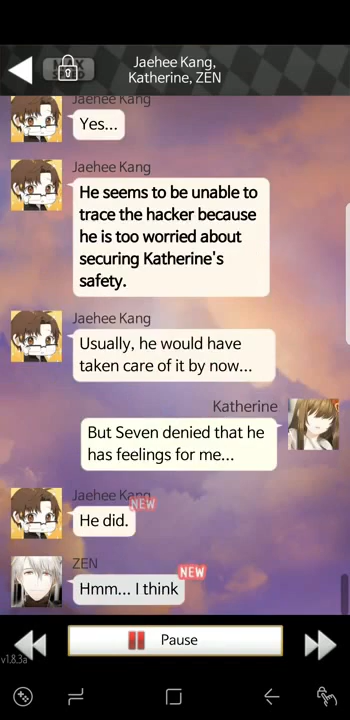 Jaehee Kang,
Katherine, ZEN
Jaehee Kang
Yes...
Jaehee Kang
He seems to be unable to
trace the hacker because
he is too worried about
securing Katherine's
safety.
Jaehee Kang
Usually, he would have
taken care of it by now...
Katherine
But Seven denied that he
has feelings for me...
Jaehee Kang
NEW
He did.
ZEN
NEW
Hmm... I think
Pause
v1.8.3a